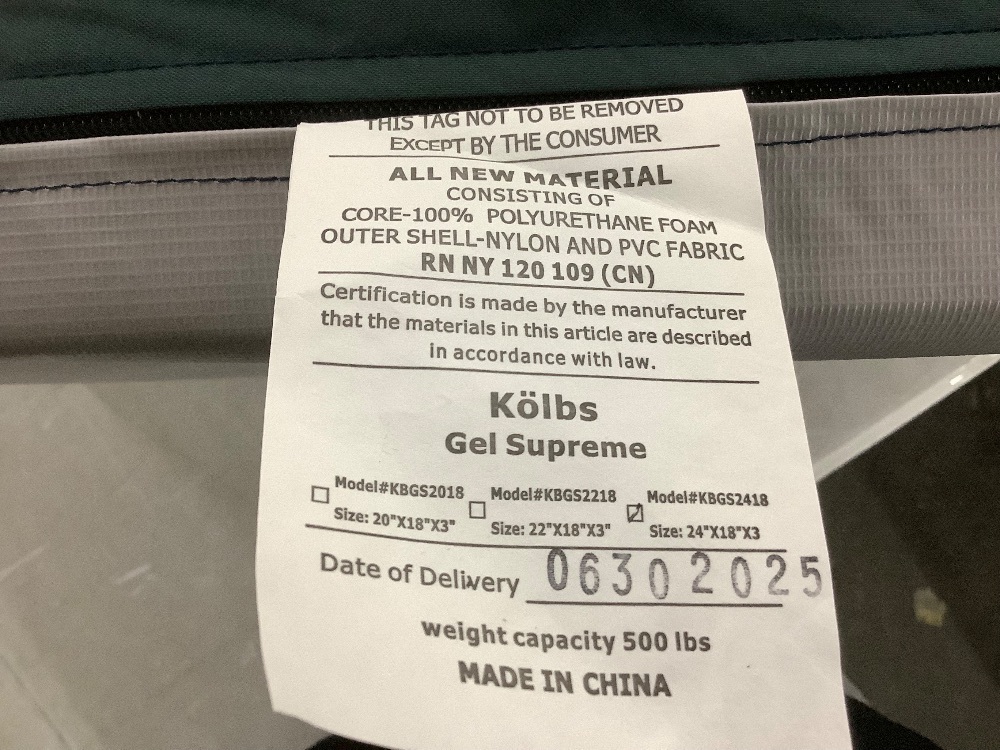 THIS TAG NOT TO BE REMOVED
EXCEPT BY THE CONSUMER
ALL NEW MATERIAL
CONSISTING OF
CORE-100% POLYURETHANE FOAM
OUTER SHELL-NYLON AND PVC FABRIC
RN NY 120 109 (CN)
Certification is made by the manufacturer
that the materials in this article are described
in accordance with law.
Kölbs
Gel Supreme
Model#KBGS2018 Model#KBGS2218 Model#KBGS2418
Size: 20"X18"X3" Size: 22"X18"X3" Size: 24"X18"X3
Date of Delivery 06302025
weight capacity 500 lbs
MADE IN CHINA